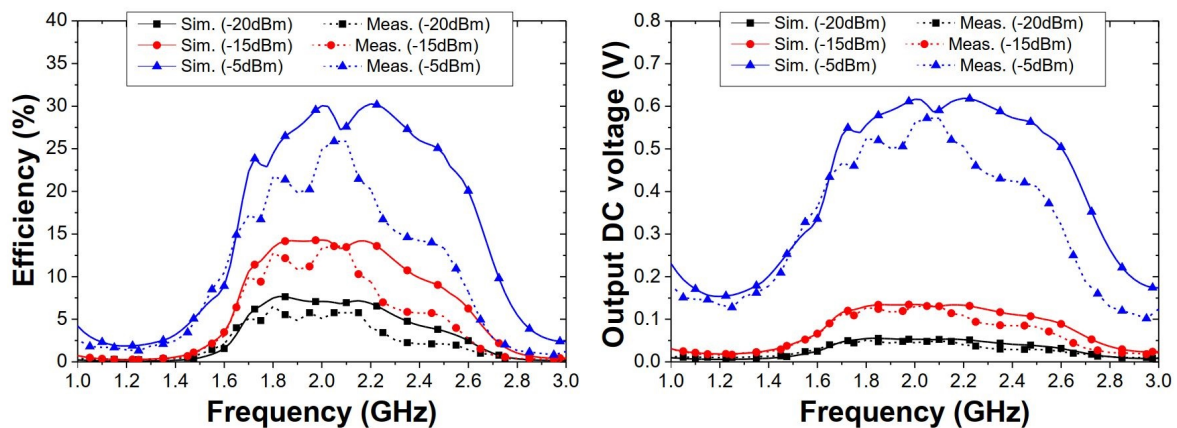 Efficiency (%)
40
35
30
25
20
15
10
5
0
Sim. (-20dBm) Meas. (-20dBm)
Sim. (-15dBm) Meas. (-15dBm)
Sim. (-5dBm) Meas. (-5dBm)
1.0 1.2 1.4 1.6 1.8 2.0 2.2 2.4 2.6 2.8 3.0
Frequency (GHz)
Output DC voltage (V)
0.8
0.7
0.6
0.5
0.4
0.3
0.2
0.1
0.0
Sim. (-20dBm) Meas. (-20dBm)
Sim. (-15dBm) Meas. (-15dBm)
Sim. (-5dBm) Meas. (-5dBm)
1.0 1.2 1.4 1.6 1.8 2.0 2.2 2.4 2.6 2.8 3.0
Frequency (GHz)